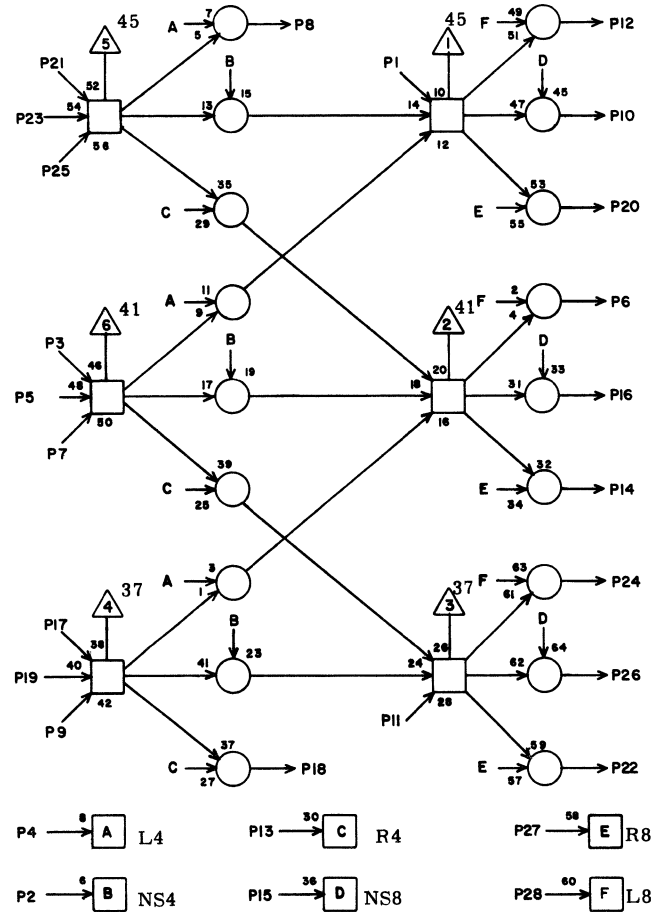 45 45
7 A P8 49 F P12
5 5 1 51
P21 B P1 D
52 10 45
P23 54 13 15 14 47 P10
56 12
P25
35 53
C 29 E 55 P20
41 11 41 2
A 9 F 4 P6
6 2
P3 B D
46 19 20 33
P5 48 17 18 31 P16
50 16
P7
39 32
C 25 E 34 P14
37 3 37 63
A 1 F 61 P24
4 3
P17 B D
38 23 26 64
P19 40 41 24 62 P26
42 28
P9 P11
37 59
C 27 P18 E 57 P22
P4 8 A L4 P13 30 C R4 P27 58 E R8
P2 6 B NS4 P15 36 D NS8 P28 60 F L8